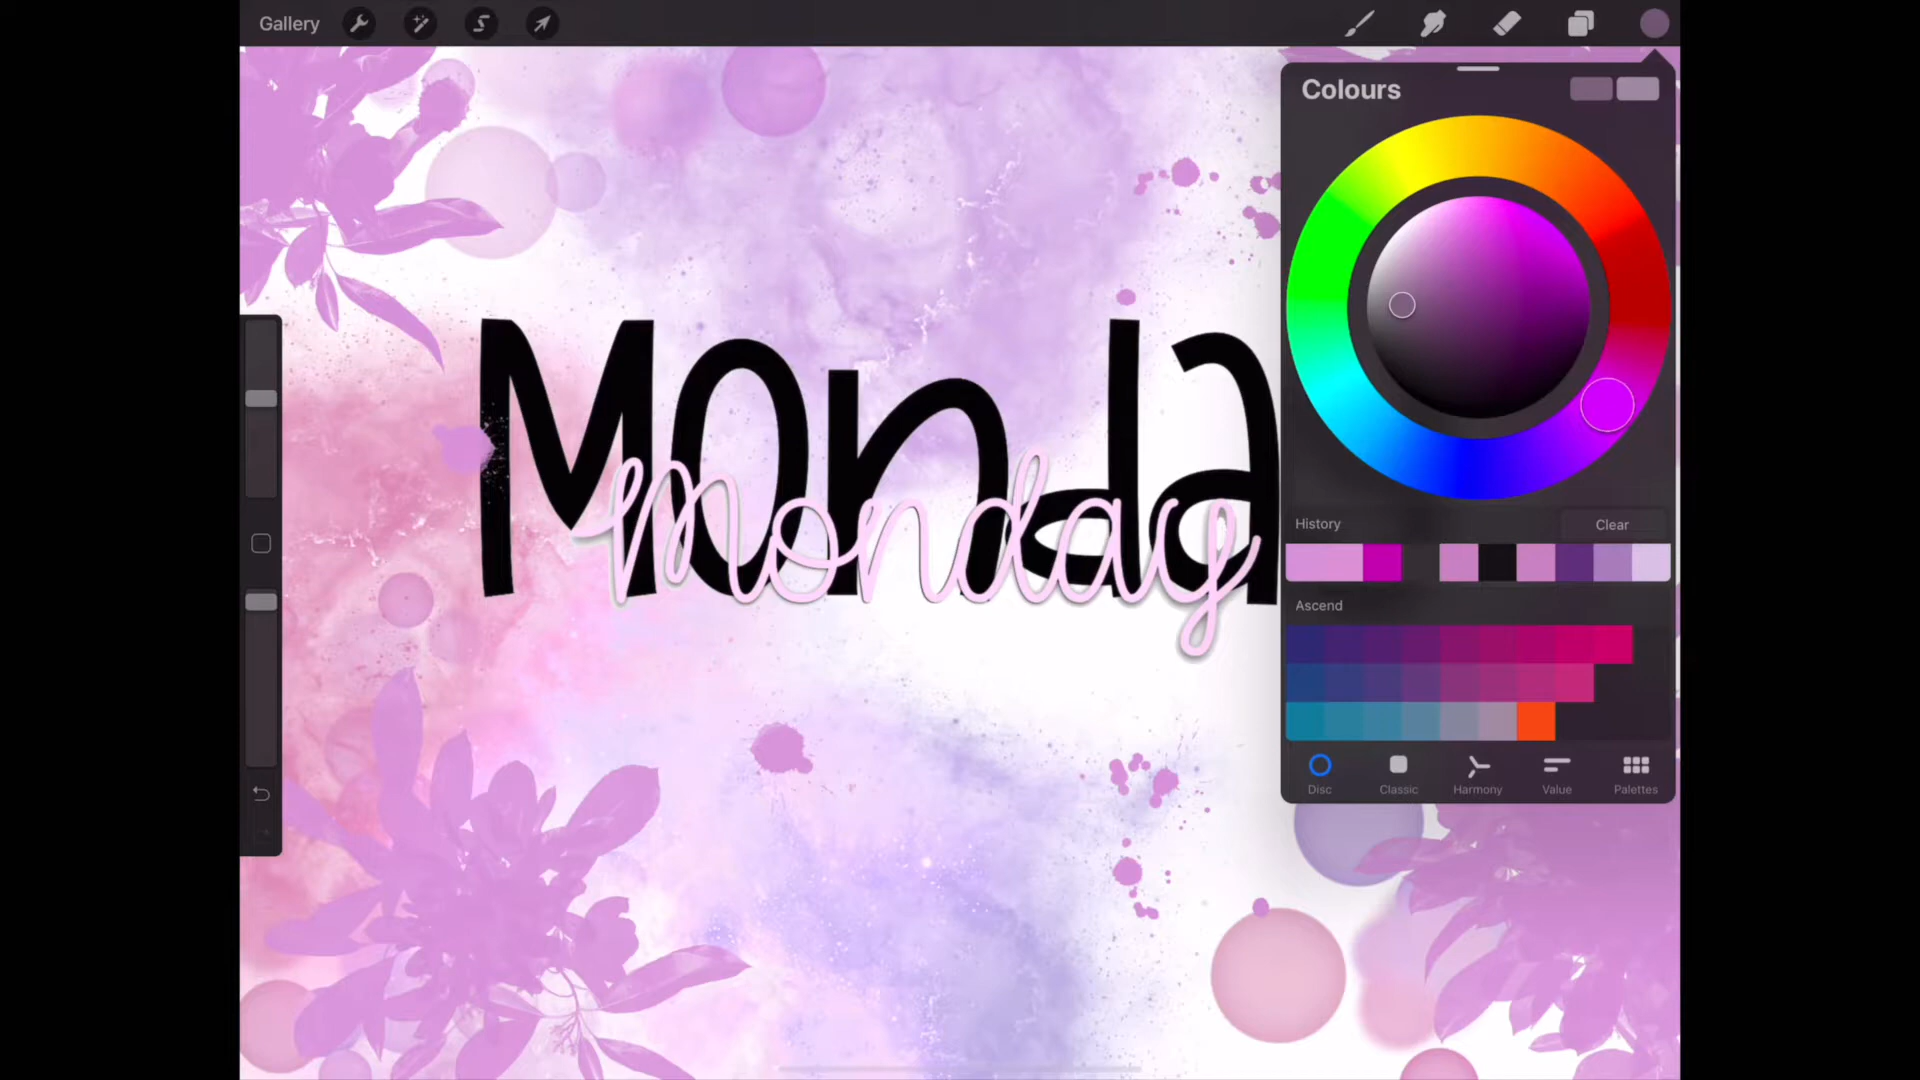 Gallery
Colours
Monda
Monday
History
Clear
Ascend
Disc
Classic
Harmony
Value
Palettes